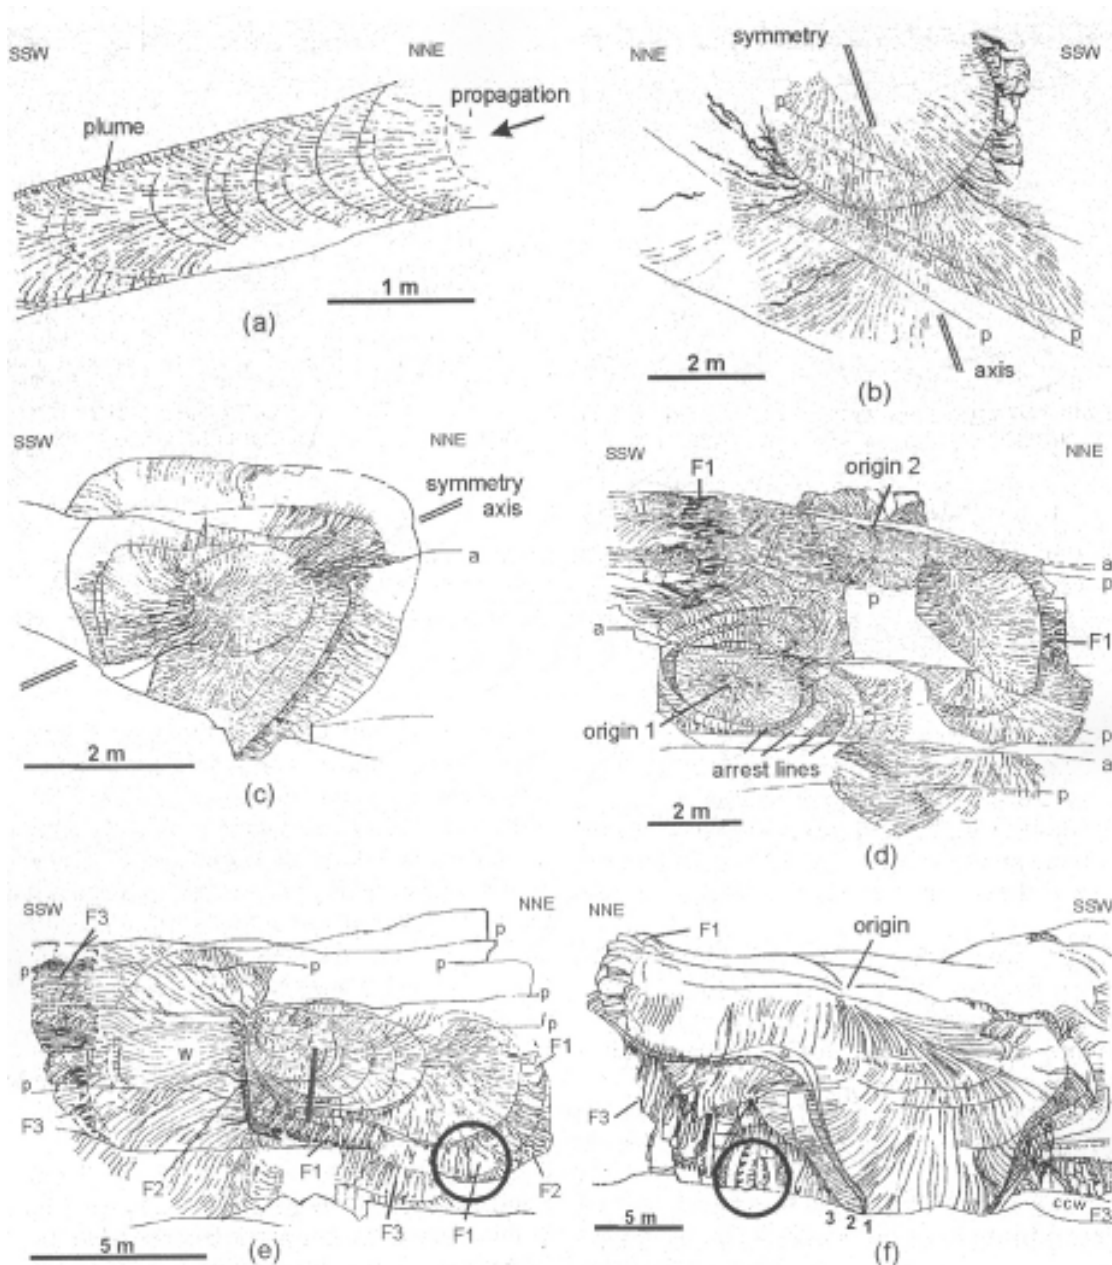 SSW
NNE
plume
propagation
1 m
(a)
NNE
symmetry
SSW
p
p
p
axis
2 m
(b)
SSW
NNE
symmetry
axis
a
2 m
(c)
SSW
F1
origin 2
NNE
a
p
p
a
F1
origin 1
arrest lines
p
a
p
2 m
(d)
SSW
F3
NNE
p
p
p
p
p
p
F1
w
p
F3
F2
F1
F3
F1
F2
5 m
(e)
NNE
F1
origin
SSW
F3
3 2 1
ccw
F3
5 m
(f)